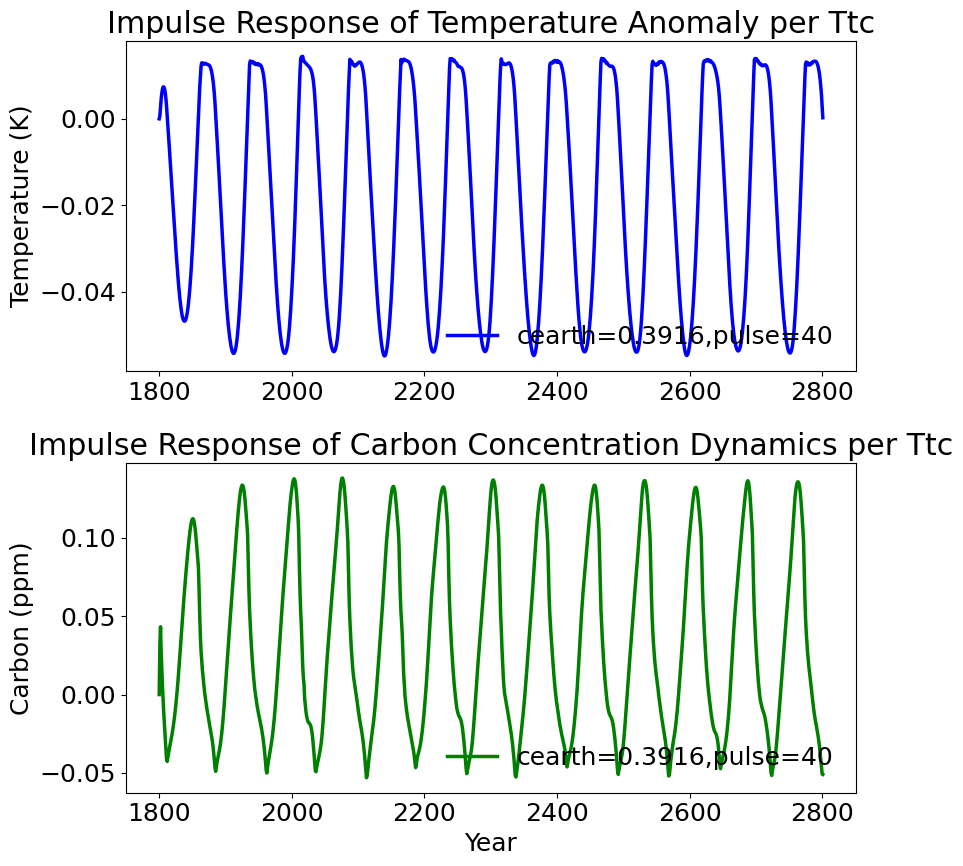 Impulse Response of Temperature Anomaly per Ttc
Temperature (K)
0.00
−0.02
−0.04
cearth=0.3916,pulse=40
1800 2000 2200 2400 2600 2800
Impulse Response of Carbon Concentration Dynamics per Ttc
Carbon (ppm)
0.10
0.05
0.00
−0.05
cearth=0.3916,pulse=40
1800 2000 2200 2400 2600 2800
Year